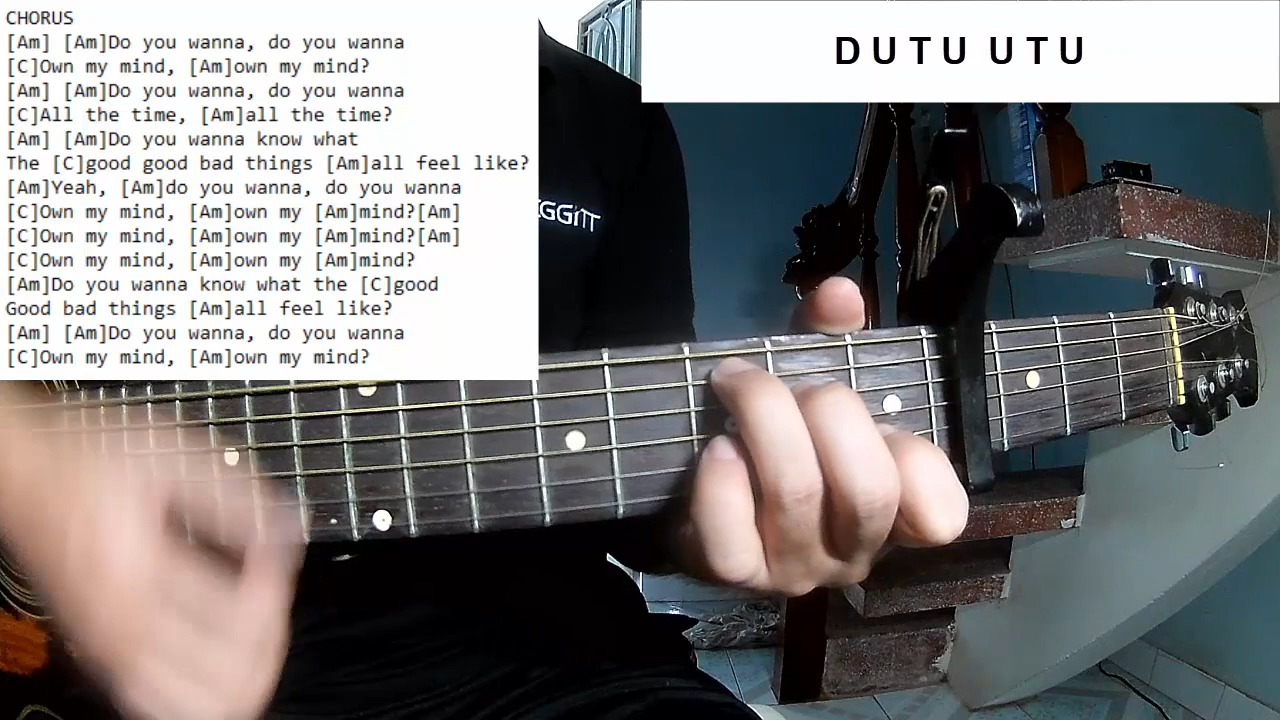 CHORUS
[Am] [Am]Do you wanna, do you wanna
[C]Own my mind, [Am]own my mind?
[Am] [Am]Do you wanna, do you wanna
[C]All the time, [Am]all the time?
[Am] [Am]Do you wanna know what
The [C]good good bad things [Am]all feel like?
[Am]Yeah, [Am]do you wanna, do you wanna
[C]Own my mind, [Am]own my [Am]mind?[Am]
[C]Own my mind, [Am]own my [Am]mind?[Am]
[C]Own my mind, [Am]own my [Am]mind?
[Am]Do you wanna know what the [C]good
Good bad things [Am]all feel like?
[Am] [Am]Do you wanna, do you wanna
[C]Own my mind, [Am]own my mind?
D U T U U T U